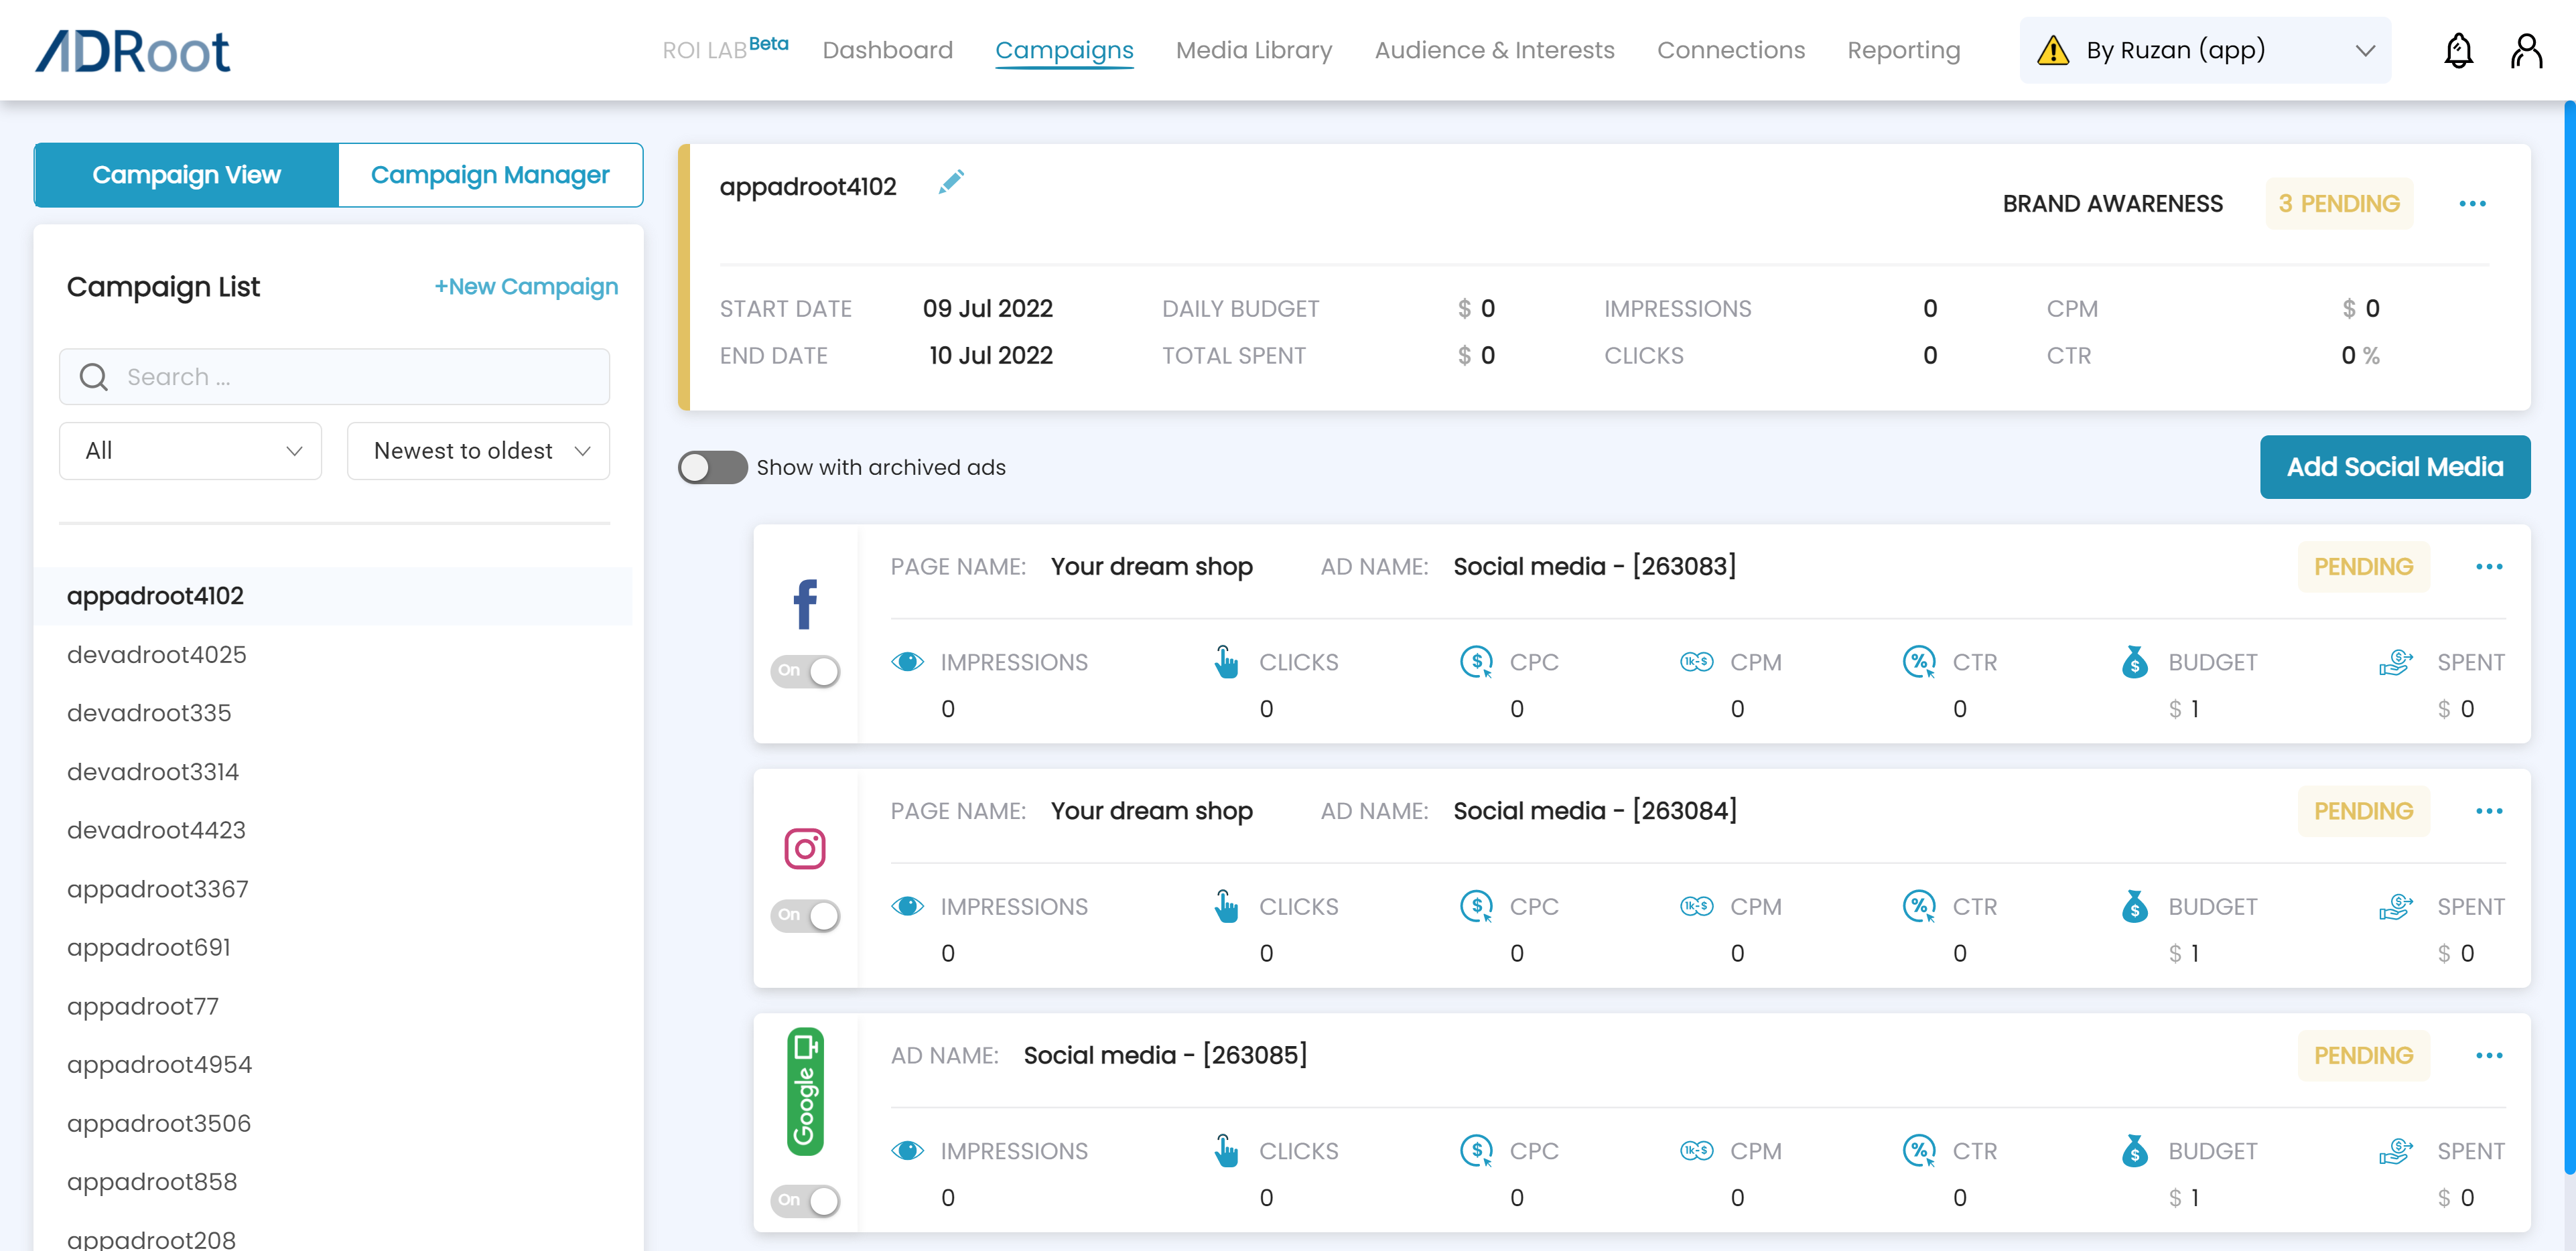 ADRoot
ROI LAB Beta Dashboard Campaigns Media Library Audience & Interests Connections Reporting By Ruzan (app)
Campaign View Campaign Manager
Campaign List +New Campaign
Search ...
All Newest to oldest
appadroot4102
devadroot4025
devadroot335
devadroot3314
devadroot4423
appadroot3367
appadroot691
appadroot77
appadroot4954
appadroot3506
appadroot858
appadroot208
appadroot4102 BRAND AWARENESS 3 PENDING
START DATE 09 Jul 2022 DAILY BUDGET $ 0 IMPRESSIONS 0 CPM $ 0
END DATE 10 Jul 2022 TOTAL SPENT $ 0 CLICKS 0 CTR 0 %
Show with archived ads Add Social Media
PAGE NAME: Your dream shop AD NAME: Social media - [263083] PENDING
On IMPRESSIONS CLICKS $ CPC 1k-$ CPM % CTR $ BUDGET $ SPENT
0 0 0 0 0 $ 1 $ 0
PAGE NAME: Your dream shop AD NAME: Social media - [263084] PENDING
On IMPRESSIONS CLICKS $ CPC 1k-$ CPM % CTR $ BUDGET $ SPENT
0 0 0 0 0 $ 1 $ 0
Google AD NAME: Social media - [263085] PENDING
IMPRESSIONS CLICKS $ CPC 1k-$ CPM % CTR $ BUDGET $ SPENT
On 0 0 0 0 0 $ 1 $ 0